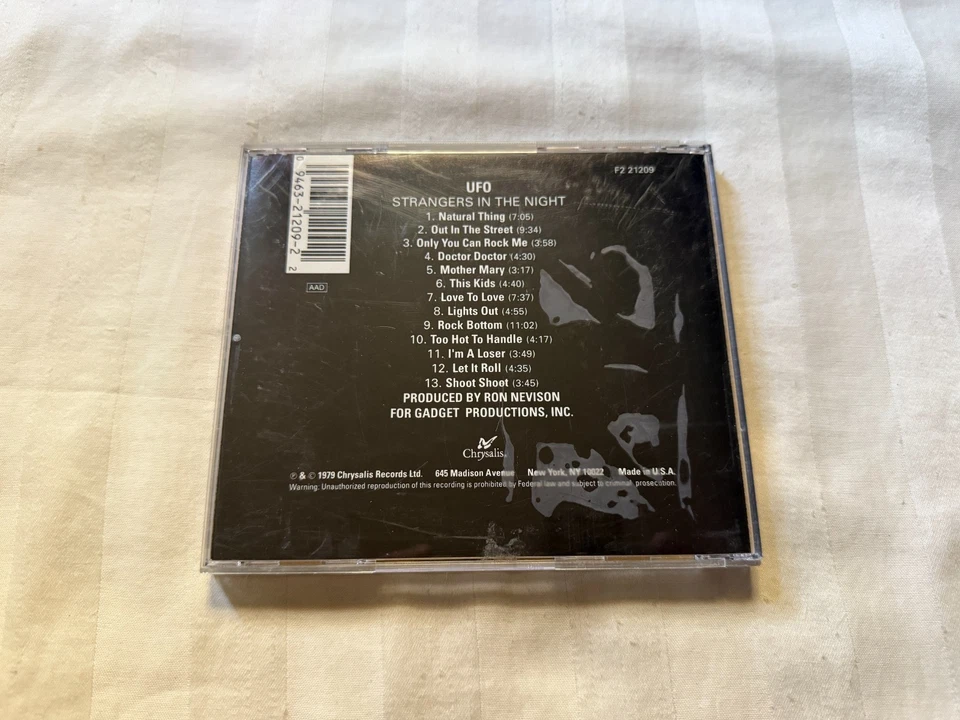 F2 21209
0 9463-21209-2 2
AAD
UFO
STRANGERS IN THE NIGHT
1. Natural Thing (7:05)
2. Out In The Street (9:34)
3. Only You Can Rock Me (3:58)
4. Doctor Doctor (4:30)
5. Mother Mary (3:17)
6. This Kids (4:40)
7. Love To Love (7:37)
8. Lights Out (4:55)
9. Rock Bottom (11:02)
10. Too Hot To Handle (4:17)
11. I'm A Loser (3:49)
12. Let It Roll (4:35)
13. Shoot Shoot (3:45)
PRODUCED BY RON NEVISON
FOR GADGET PRODUCTIONS, INC.
Chrysalis
℗ & © 1979 Chrysalis Records Ltd. 645 Madison Avenue New York, NY 10022 Made in U.S.A.
Warning: Unauthorized reproduction of this recording is prohibited by Federal law and subject to criminal prosecution.